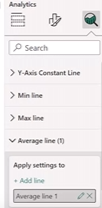 Analytics
Search
Y-Axis Constant Line
Min line
Max line
Average line (1)
Apply settings to
+ Add line
Average line 1